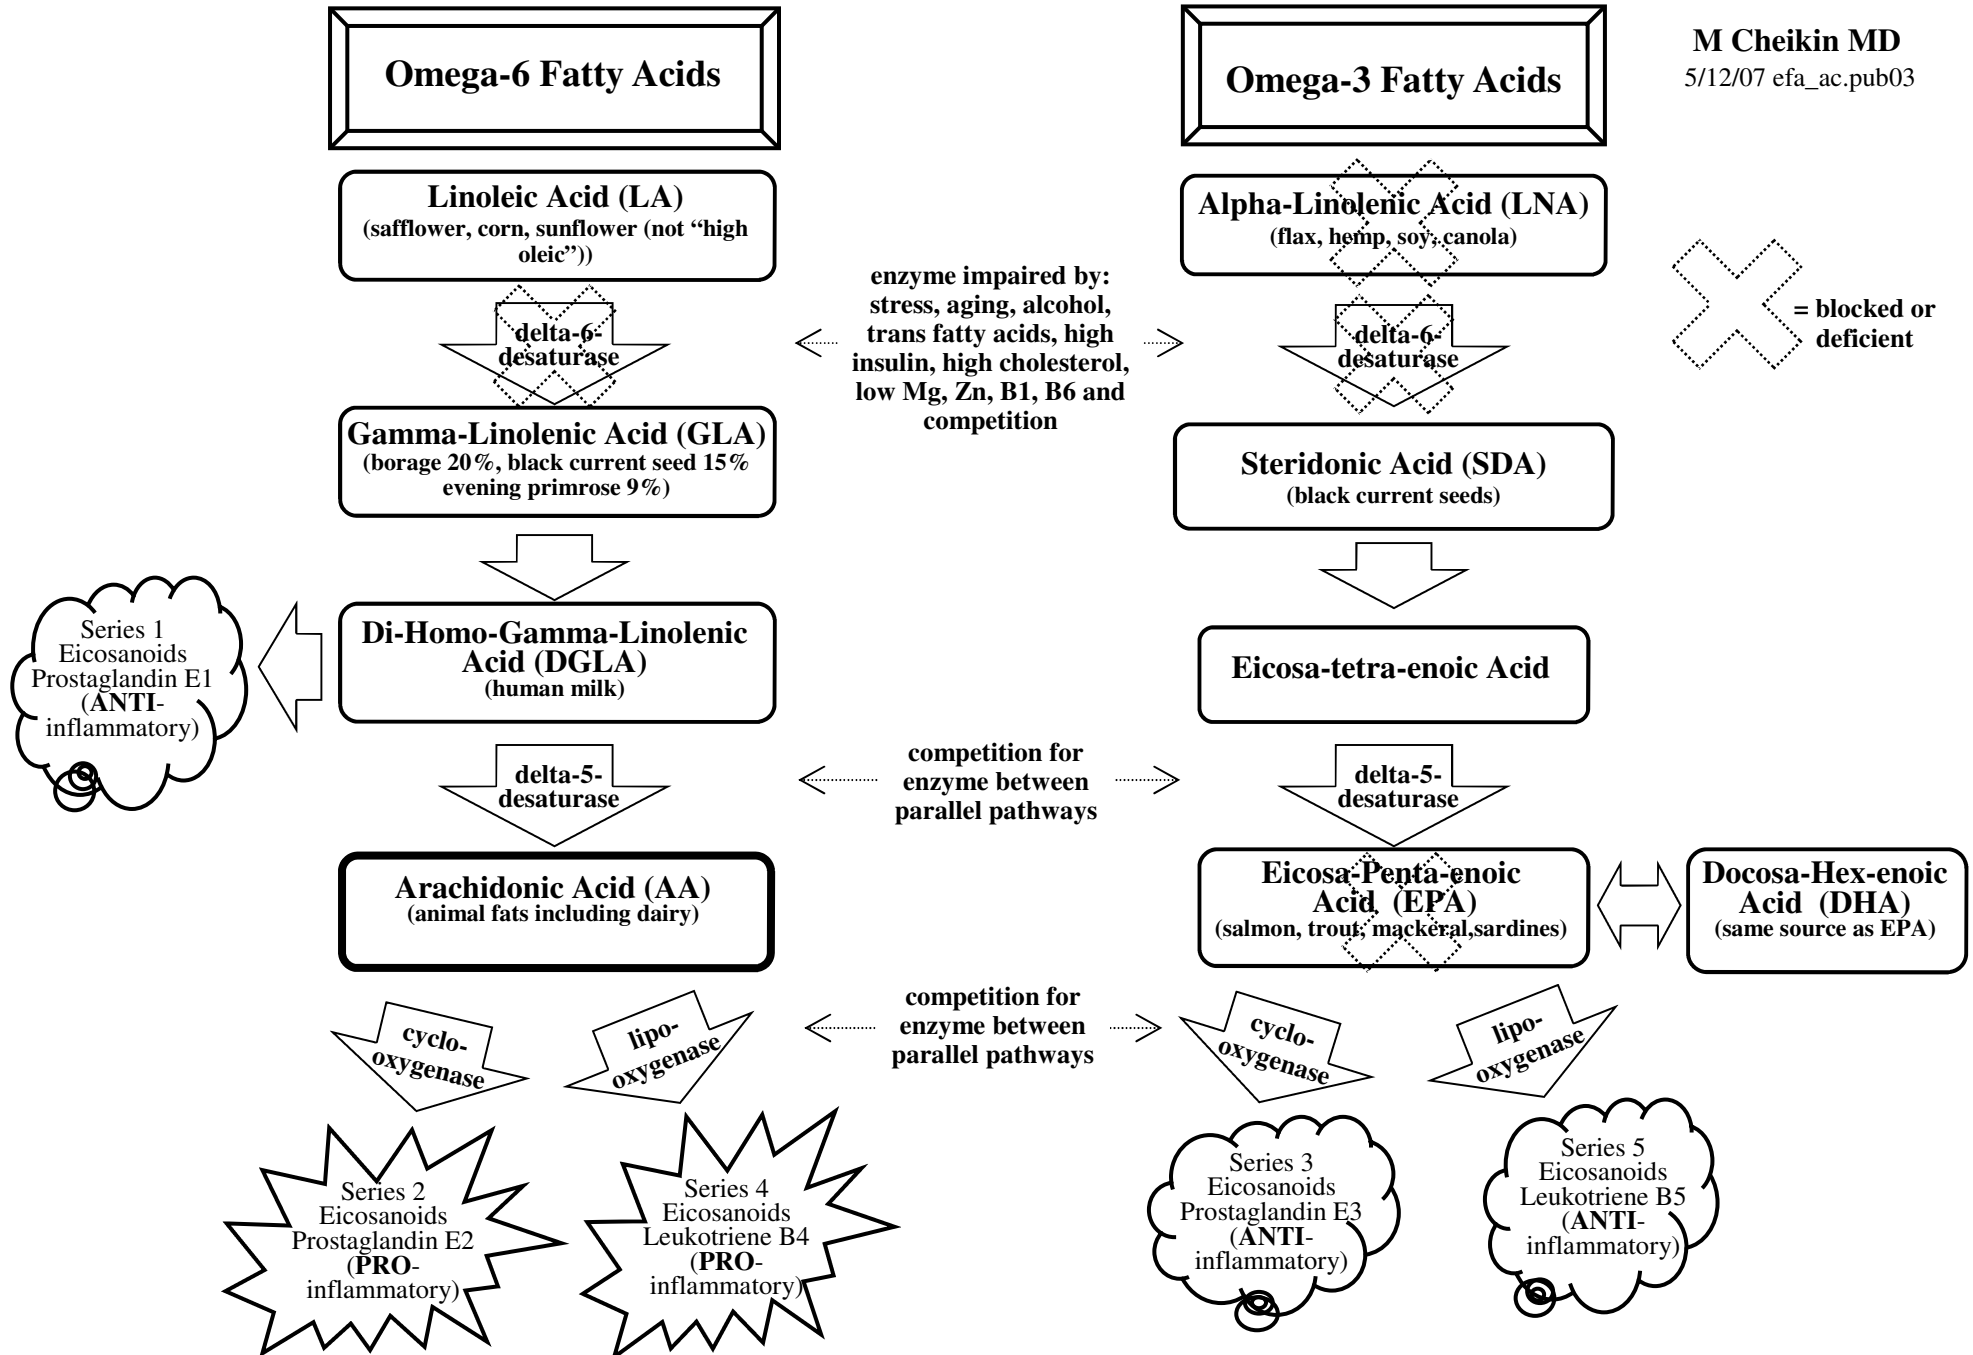 Omega-6 Fatty Acids
Omega-3 Fatty Acids
M Cheikin MD
5/12/07 efa_ac.pub03
Linoleic Acid (LA)
(safflower, corn, sunflower (not “high
oleic”))
Alpha-Linolenic Acid (LNA)
(flax, hemp, soy, canola)
enzyme impaired by:
stress, aging, alcohol,
trans fatty acids, high
insulin, high cholesterol,
low Mg, Zn, B1, B6 and
competition
= blocked or
deficient
delta-6-
desaturase
delta-6-
desaturase
Gamma-Linolenic Acid (GLA)
(borage 20%, black current seed 15%
evening primrose 9%)
Steridonic Acid (SDA)
(black current seeds)
Series 1
Eicosanoids
Prostaglandin E1
(ANTI-
inflammatory)
Di-Homo-Gamma-Linolenic
Acid (DGLA)
(human milk)
Eicosa-tetra-enoic Acid
delta-5-
desaturase
competition for
enzyme between
parallel pathways
delta-5-
desaturase
Arachidonic Acid (AA)
(animal fats including dairy)
Eicosa-Penta-enoic
Acid (EPA)
(salmon, trout, mackeral,sardines)
Docosa-Hex-enoic
Acid (DHA)
(same source as EPA)
cyclo-
oxygenase
lipo-
oxygenase
competition for
enzyme between
parallel pathways
cyclo-
oxygenase
lipo-
oxygenase
Series 2
Eicosanoids
Prostaglandin E2
(PRO-
inflammatory)
Series 4
Eicosanoids
Leukotriene B4
(PRO-
inflammatory)
Series 3
Eicosanoids
Prostaglandin E3
(ANTI-
inflammatory)
Series 5
Eicosanoids
Leukotriene B5
(ANTI-
inflammatory)